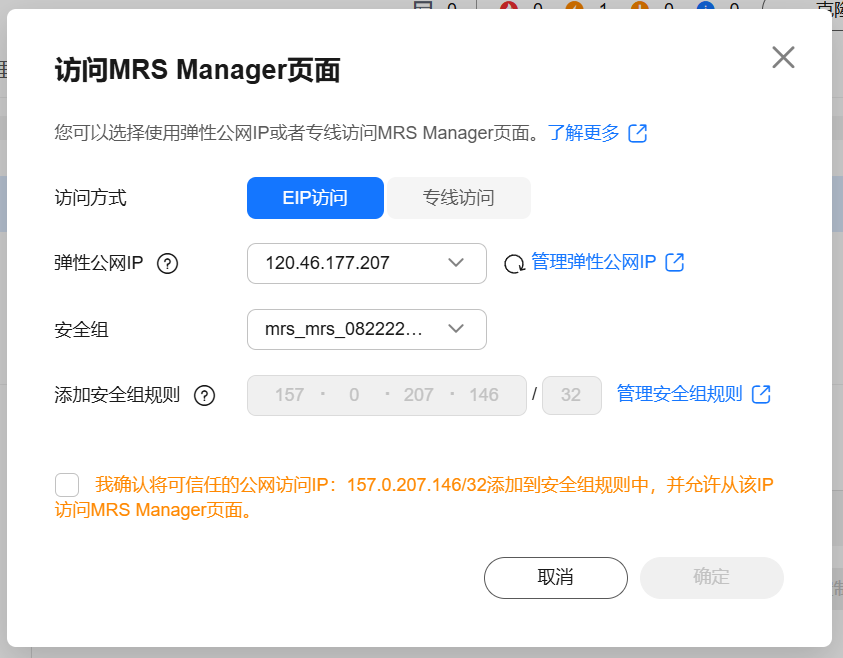 0 0 1 0 0
访问MRS Manager页面
您可以选择使用弹性公网IP或者专线访问MRS Manager页面。了解更多
访问方式 EIP访问 专线访问
弹性公网IP 120.46.177.207 管理弹性公网IP
安全组 mrs_mrs_082222...
添加安全组规则 157 · 0 · 207 · 146 / 32 管理安全组规则
我确认将可信任的公网访问IP：157.0.207.146/32添加到安全组规则中，并允许从该IP
访问MRS Manager页面。
取消 确定